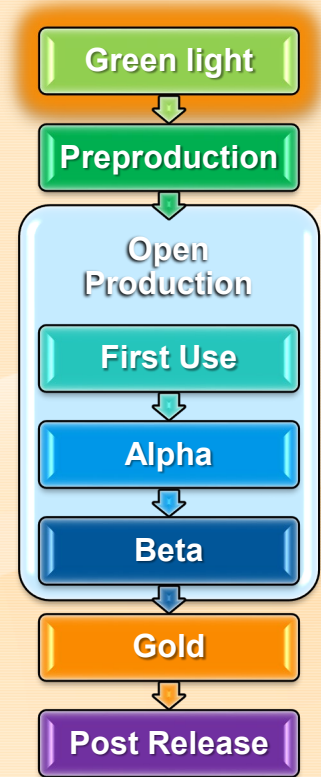 Green light
Preproduction
Open
Production
First Use
Alpha
Beta
Gold
Post Release